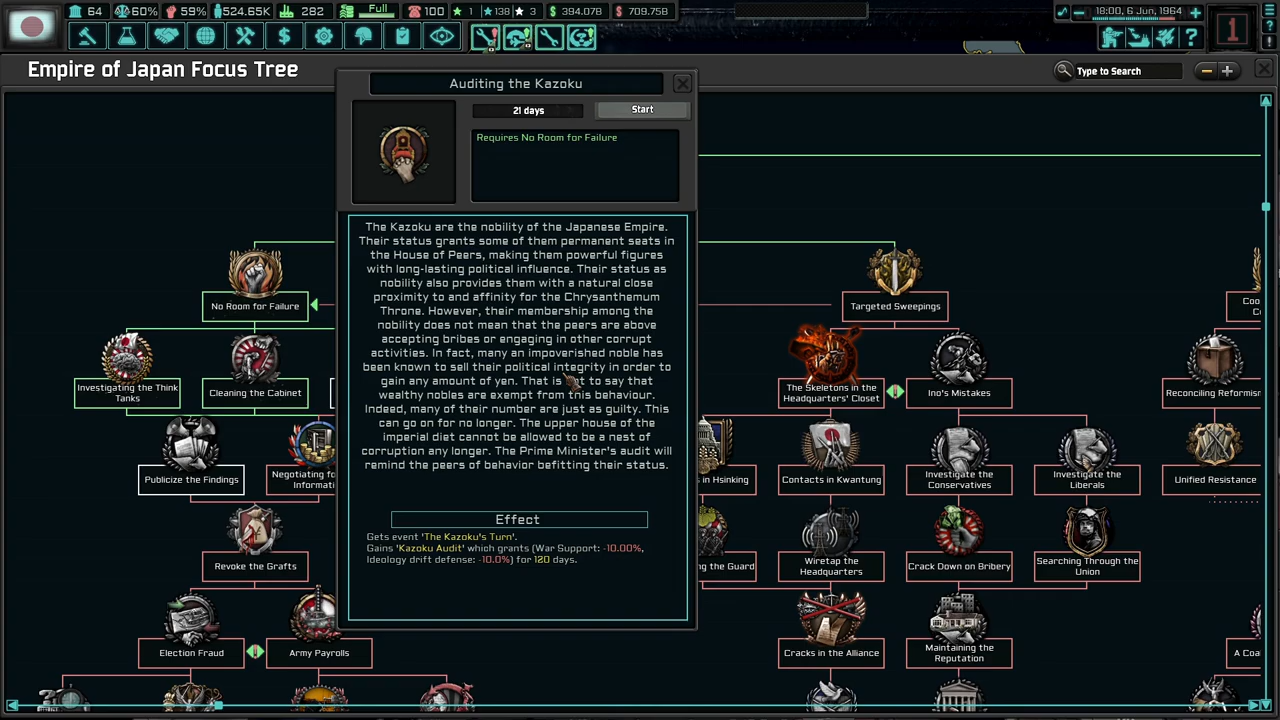 64
60%
59%
524.65K
282
Full
100
1
138
3
$ 394.07B
$ 709.75B
18:00, 6 Jun, 1964
1
Empire of Japan Focus Tree
Type to Search
Auditing the Kazoku
21 days
Start
Requires No Room for Failure
The Kazoku are the nobility of the Japanese Empire.
Their status grants some of them permanent seats in
the House of Peers, making them powerful figures
with long-lasting political influence. Their status as
nobility also provides them with a natural close
proximity to and affinity for the Chrysanthemum
Throne. However, their membership among the
nobility does not mean that the peers are above
accepting bribes or engaging in other corrupt
activities. In fact, many an impoverished noble has
been known to sell their political integrity in order to
gain any amount of yen. That is not to say that
wealthy nobles are exempt from this behaviour.
Indeed, many of their number are just as guilty. This
can go on for no longer. The upper house of the
imperial diet cannot be allowed to be a nest of
corruption any longer. The Prime Minister's audit will
remind the peers of behavior befitting their status.
Effect
Gets event 'The Kazoku's Turn'.
Gains 'Kazoku Audit' which grants (War Support: -10.00%,
Ideology drift defense: -10.0%) for 120 days.
No Room for Failure
Targeted Sweepings
Coo
Investigating the Think
Tanks
Cleaning the Cabinet
The Skeletons in the
Headquarters' Closet
Ino's Mistakes
Reconciling Reformism
Publicize the Findings
Negotiating fo
Informati
s in Hsinking
Contacts in Kwantung
Investigate the
Conservatives
Investigate the
Liberals
Unified Resistance
Revoke the Grafts
ng the Guard
Wiretap the
Headquarters
Crack Down on Bribery
Searching Through the
Union
Election Fraud
Army Payrolls
Cracks in the Alliance
Maintaining the
Reputation
A Coal